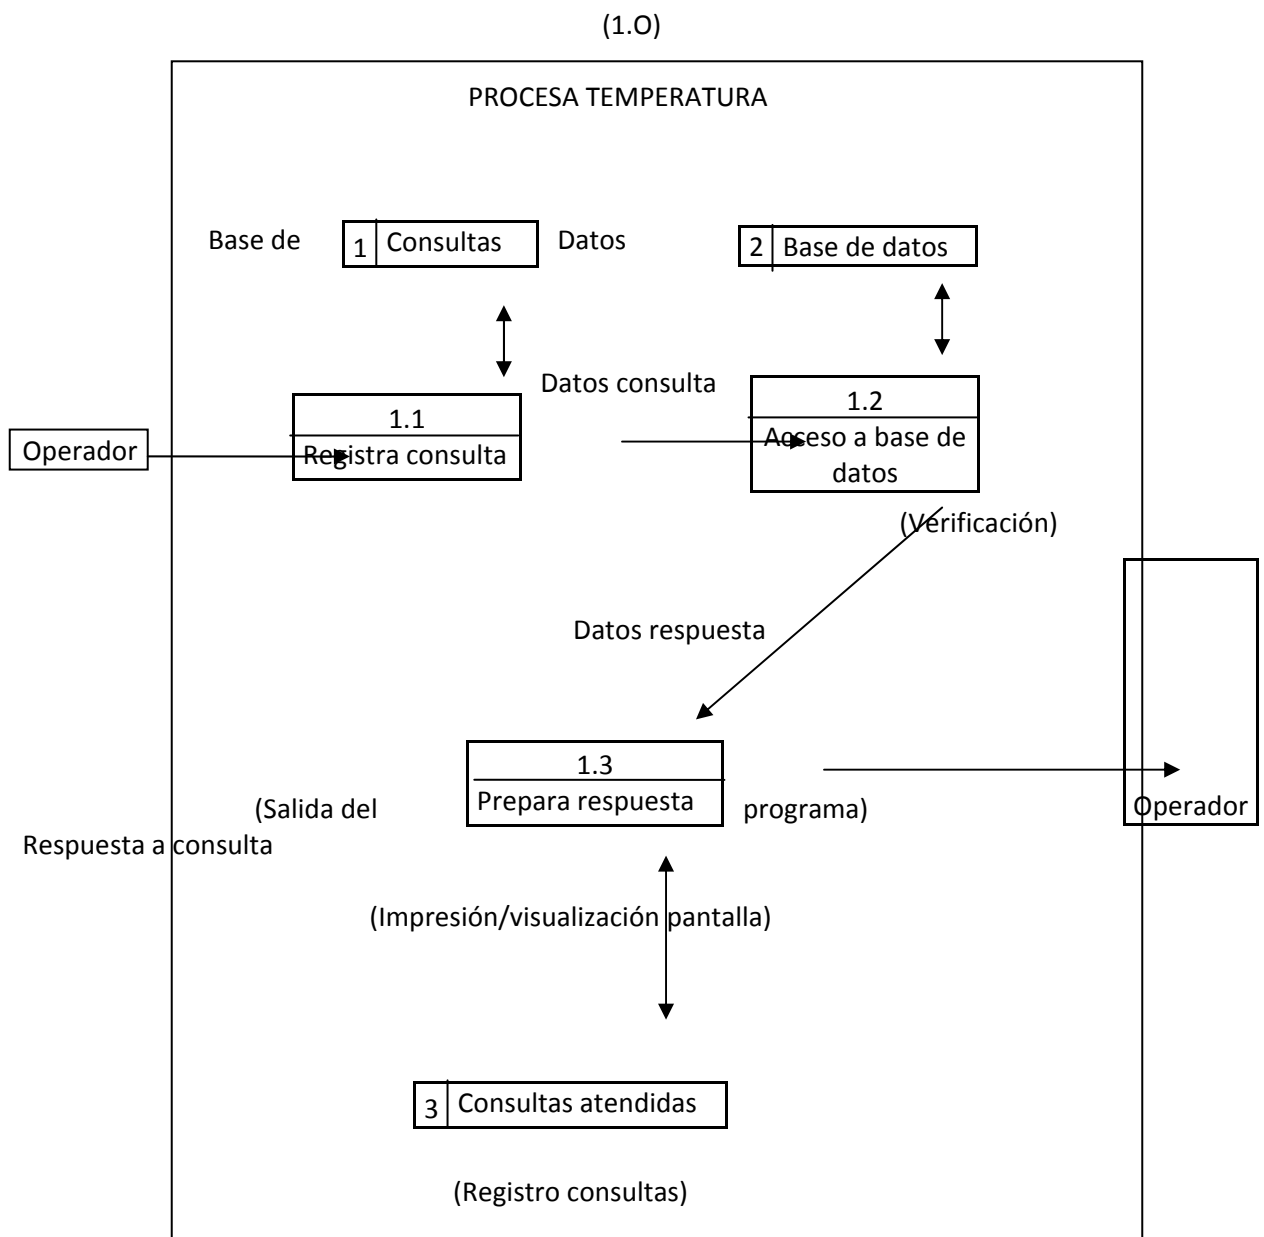 (1.O)
PROCESA TEMPERATURA
Base de
1 Consultas
Datos
2 Base de datos
Datos consulta
1.1
Registra consulta
1.2
Acceso a base de
datos
Operador
(Verificación)
Datos respuesta
1.3
Prepara respuesta
(Salida del
programa)
Operador
Respuesta a consulta
(Impresión/visualización pantalla)
3 Consultas atendidas
(Registro consultas)